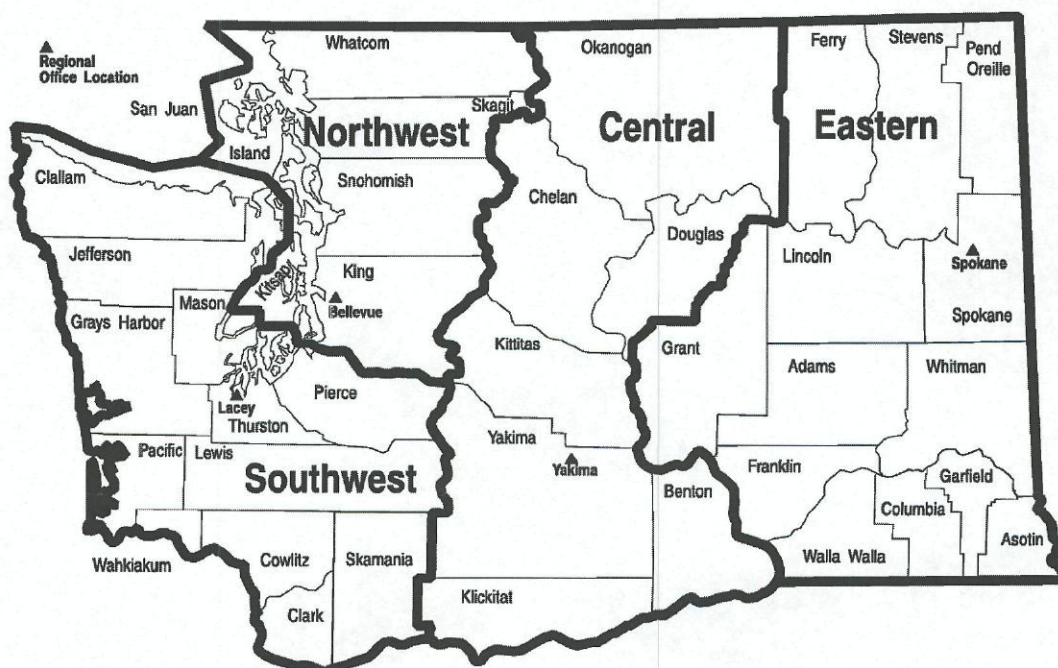 Whatcom
Okanogan
Ferry
Stevens
Pend
Oreille
▲
Regional
Office Location
San Juan
Skagit
Northwest
Central
Eastern
Island
Clallam
Snohomish
Chelan
Douglas
Jefferson
Kitsap
King
Lincoln
▲
Spokane
Mason
▲
Bellevue
Grays Harbor
Spokane
Kittitas
Grant
Adams
Whitman
Pierce
▲
Lacey
Thurston
Pacific
Lewis
Yakima
▲
Yakima
Franklin
Garfield
Southwest
Benton
Columbia
Asotin
Wahkiakum
Cowlitz
Skamania
Walla Walla
Klickitat
Clark